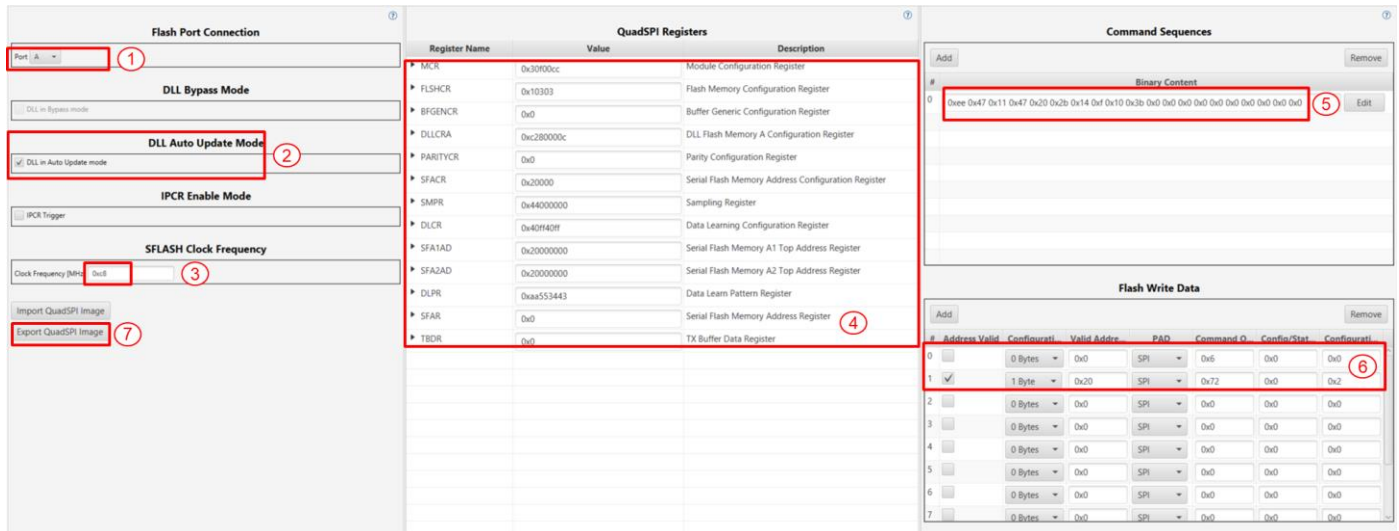 Flash Port Connection
Port A
1
DLL Bypass Mode
DLL in Bypass mode
DLL Auto Update Mode
2
DLL in Auto Update mode
IPCR Enable Mode
IPCR Trigger
SFLASH Clock Frequency
Clock Frequency [MHz 0xc8
3
Import QuadSPI Image
Export QuadSPI Image
7
QuadSPI Registers
Register Name Value Description
MCR 0x30f00cc Module Configuration Register
FLSHCR 0x10303 Flash Memory Configuration Register
BFGENCR 0x0 Buffer Generic Configuration Register
DLLCRA 0xc280000c DLL Flash Memory A Configuration Register
PARITYCR 0x0 Parity Configuration Register
SFACR 0x20000 Serial Flash Memory Address Configuration Register
SMPR 0x44000000 Sampling Register
DLCR 0x40ff40ff Data Learning Configuration Register
SFA1AD 0x20000000 Serial Flash Memory A1 Top Address Register
SFA2AD 0x20000000 Serial Flash Memory A2 Top Address Register
DLPR 0xaa553443 Data Learn Pattern Register
SFAR 0x0 Serial Flash Memory Address Register
4
TBDR 0x0 TX Buffer Data Register
Command Sequences
Add Remove
# Binary Content
0 0xee 0x47 0x11 0x47 0x20 0x2b 0x14 0xf 0x10 0x3b 0x0 0x0 0x0 0x0 0x0 0x0 0x0 0x0 0x0 0x0 Edit
5
Flash Write Data
Add Remove
# Address Valid Configurati... Valid Addre... PAD Command O... Config/Stat... Configurati...
0 0 Bytes 0x0 SPI 0x6 0x0 0x0
6
1 1 Byte 0x20 SPI 0x72 0x0 0x2
2 0 Bytes 0x0 SPI 0x0 0x0 0x0
3 0 Bytes 0x0 SPI 0x0 0x0 0x0
4 0 Bytes 0x0 SPI 0x0 0x0 0x0
5 0 Bytes 0x0 SPI 0x0 0x0 0x0
6 0 Bytes 0x0 SPI 0x0 0x0 0x0
7 0 Bytes 0x0 SPI 0x0 0x0 0x0